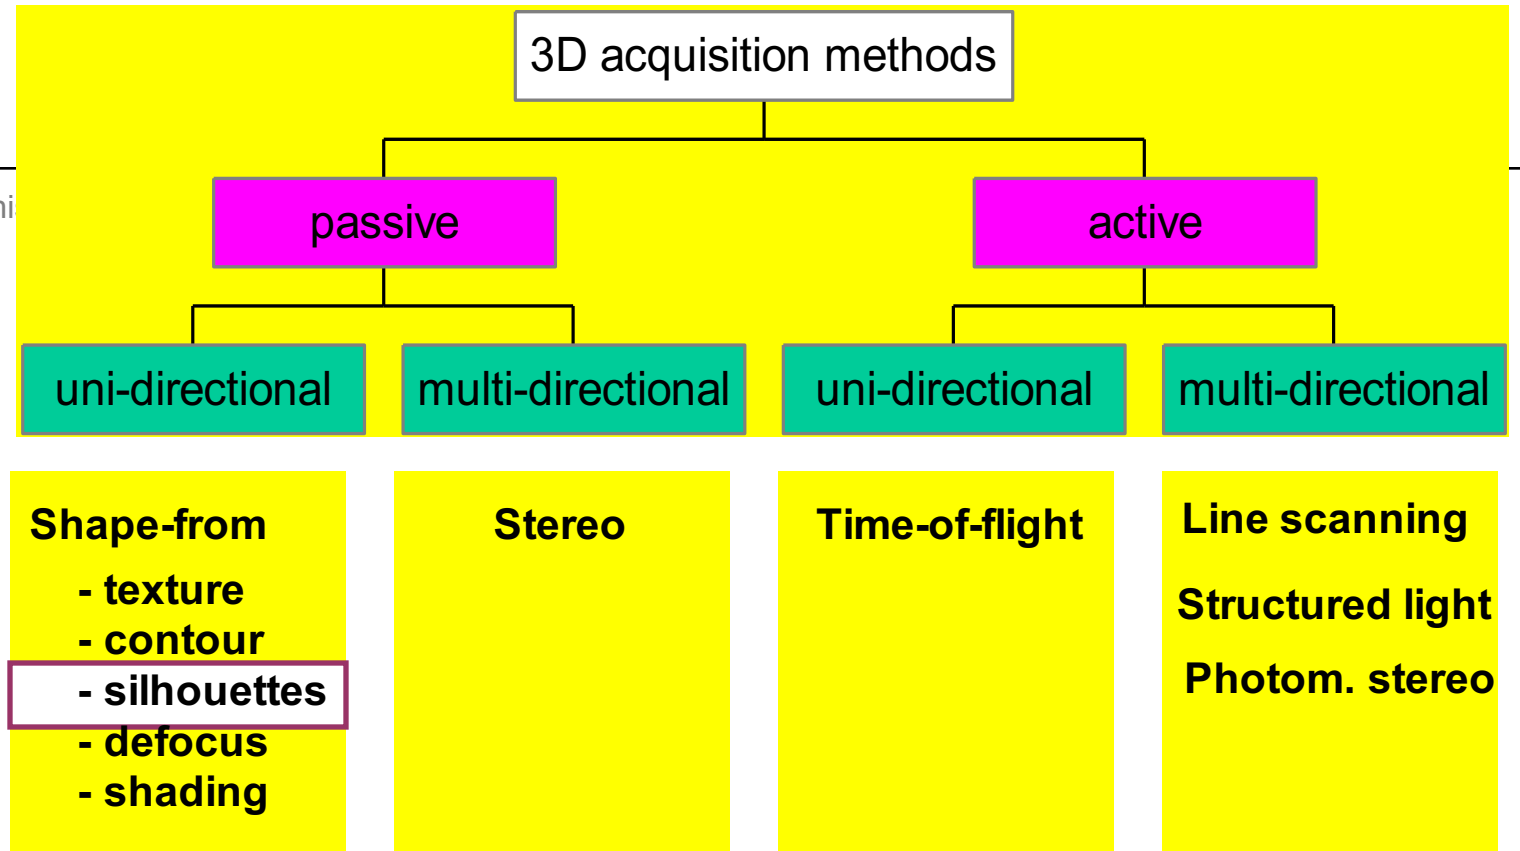 3D acquisition methods
passive
active
uni-directional
multi-directional
uni-directional
multi-directional
Shape-from
- texture
- contour
- silhouettes
- defocus
- shading
Stereo
Time-of-flight
Line scanning
Structured light
Photom. stereo